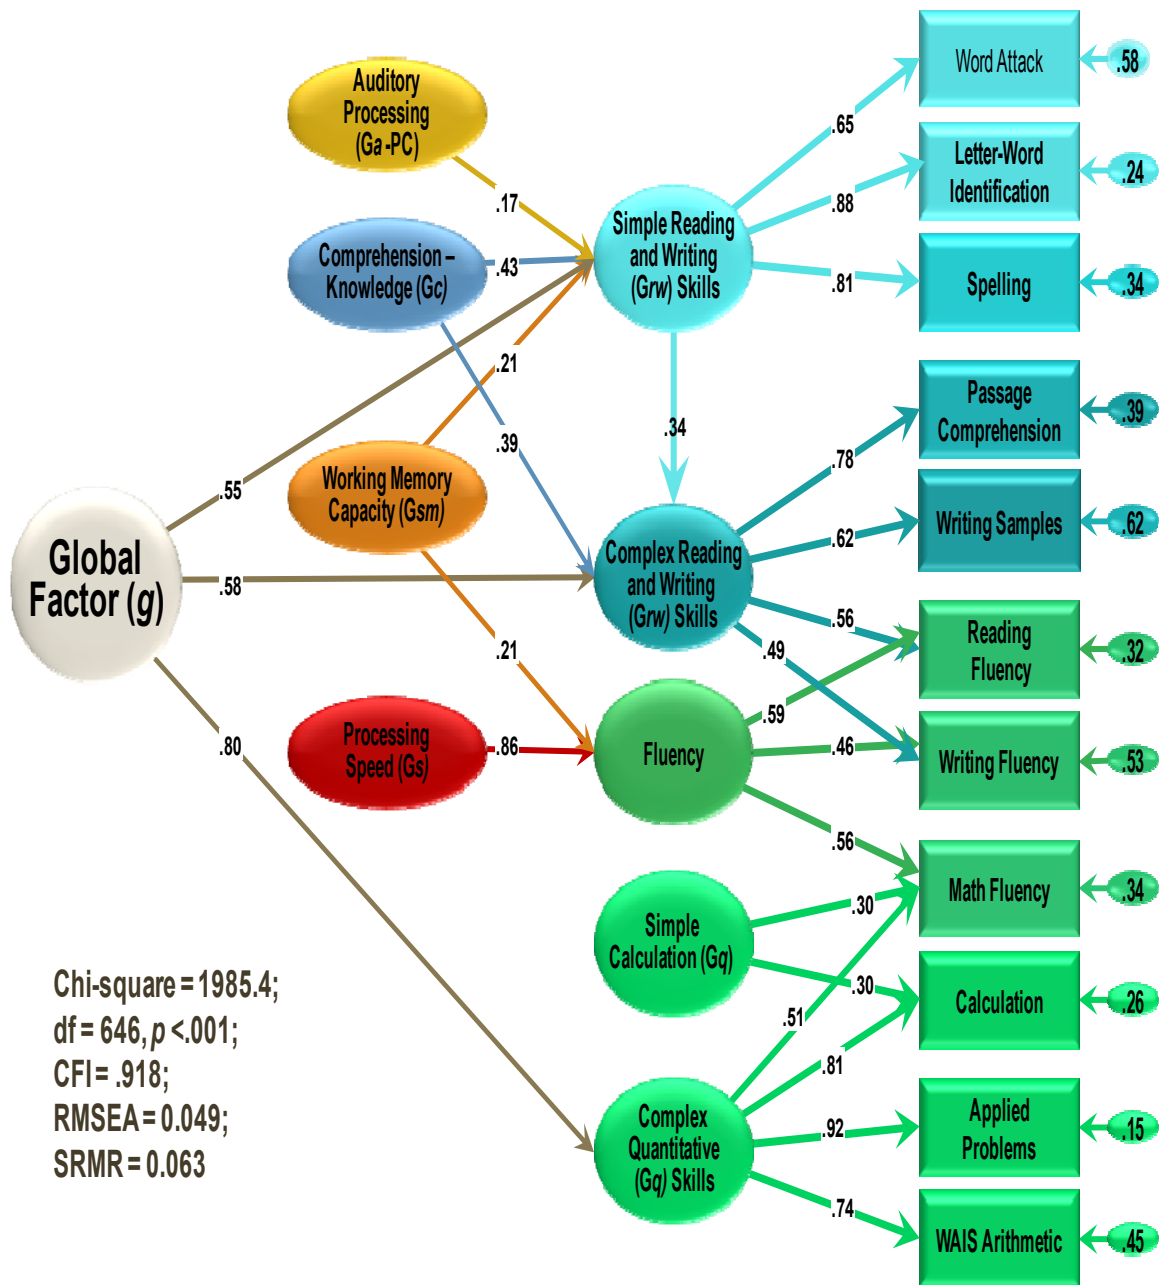 Auditory
Processing
(Ga -PC)
Comprehension –
Knowledge (Gc)
Working Memory
Capacity (Gsm)
Processing
Speed (Gs)
Global
Factor (g)
.17
.43
.21
.39
.55
.58
.21
.86
.80
Simple Reading
and Writing
(Grw) Skills
.34
Complex Reading
and Writing
(Grw) Skills
Fluency
Simple
Calculation (Gq)
Complex
Quantitative
(Gq) Skills
.65
.88
.81
.78
.62
.56
.49
.59
.46
.56
.30
.30
.51
.81
.92
.74
Word Attack
.58
Letter-Word
Identification
.24
Spelling
.34
Passage
Comprehension
.39
Writing Samples
.62
Reading
Fluency
.32
Writing Fluency
.53
Math Fluency
.34
Calculation
.26
Applied
Problems
.15
WAIS Arithmetic
.45
Chi-square = 1985.4;
df = 646, p <.001;
CFI = .918;
RMSEA = 0.049;
SRMR = 0.063